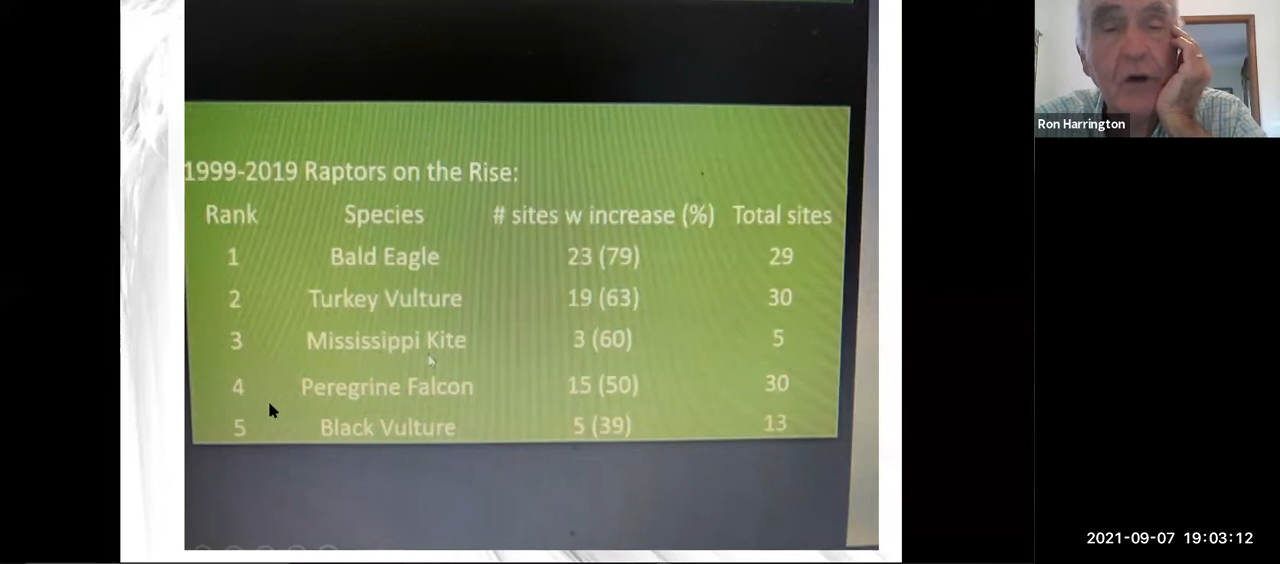 1999-2019 Raptors on the Rise:
Rank Species # sites w increase (%) Total sites
1 Bald Eagle 23 (79) 29
2 Turkey Vulture 19 (63) 30
3 Mississippi Kite 3 (60) 5
4 Peregrine Falcon 15 (50) 30
5 Black Vulture 5 (39) 13
Ron Harrington
2021-09-07 19:03:12